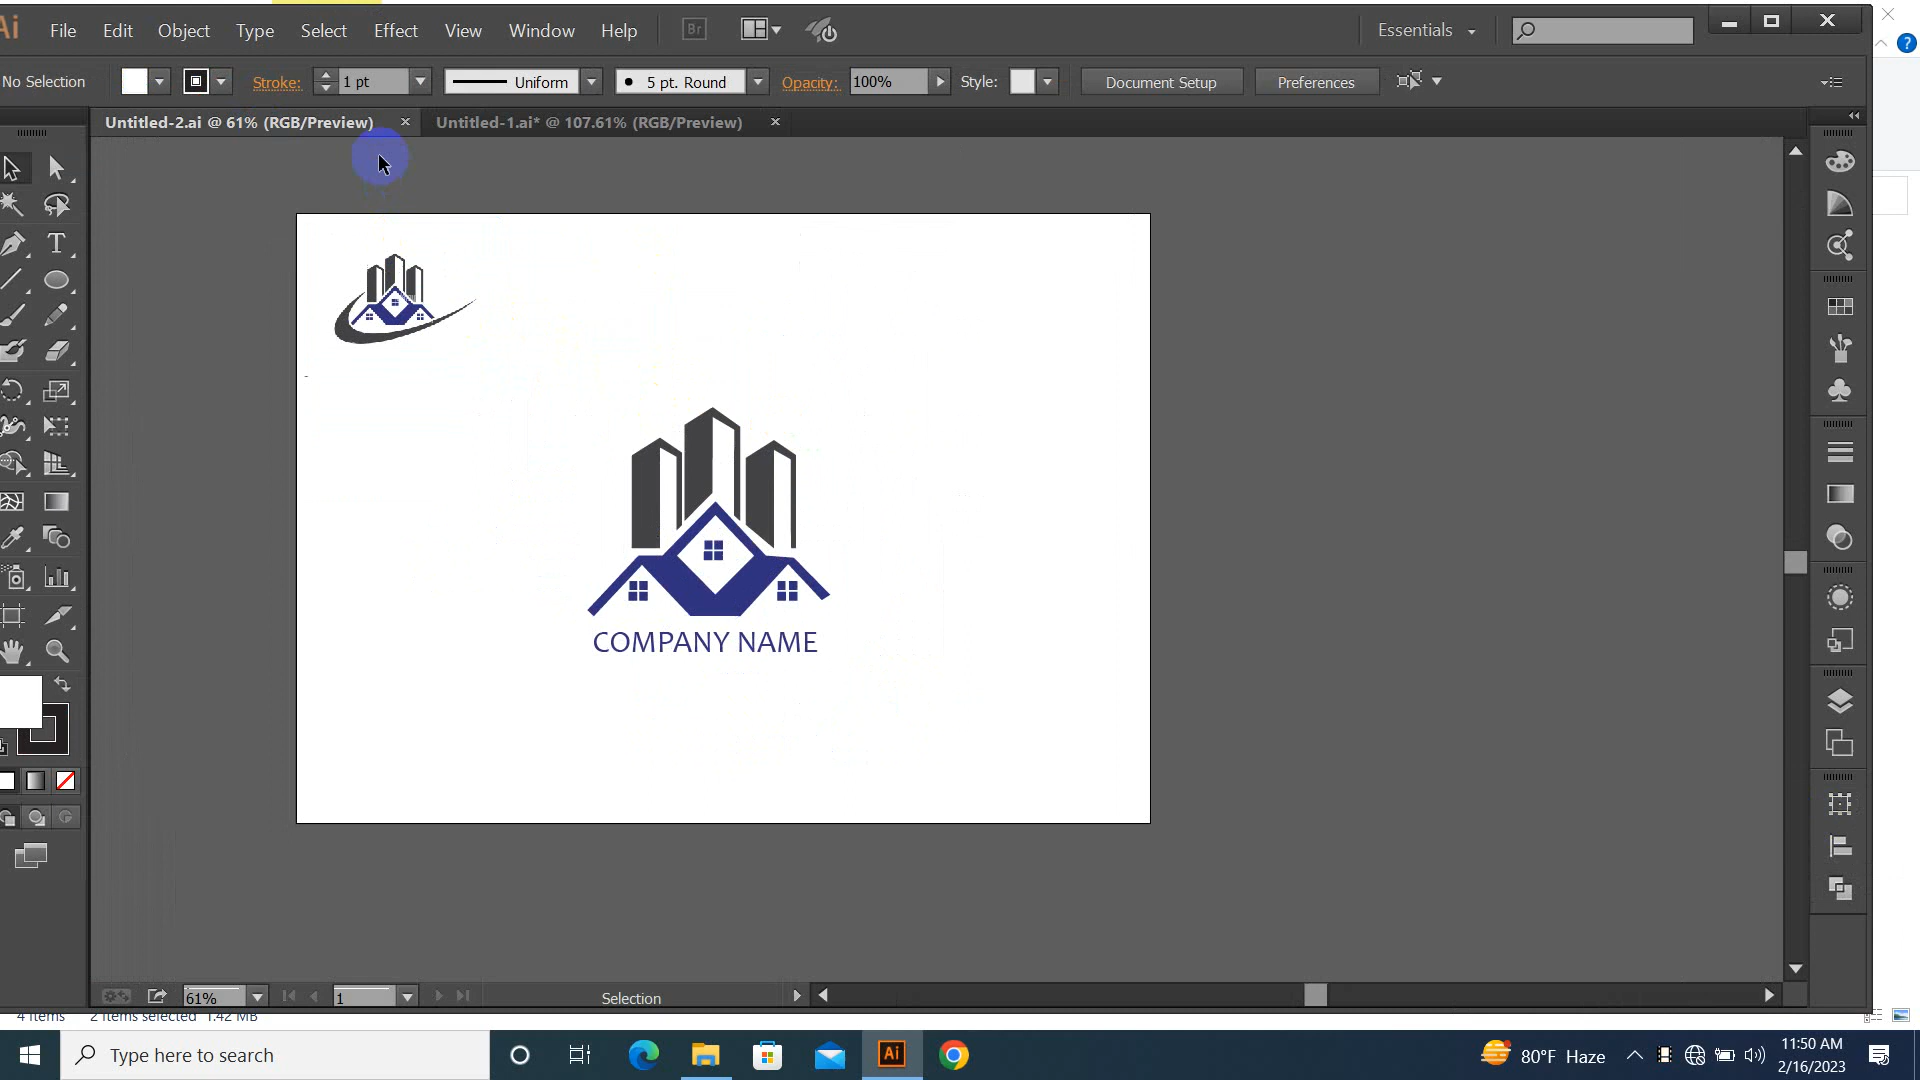 Ai File Edit Object Type Select Effect View Window Help Br Essentials
No Selection Stroke: 1 pt Uniform 5 pt. Round Opacity: 100% Style: Document Setup Preferences
Untitled-2.ai @ 61% (RGB/Preview) × Untitled-1.ai* @ 107.61% (RGB/Preview) ×
COMPANY NAME
61% 1 Selection
4 items 2 items selected 1.42 MB
Type here to search Ai 80°F Haze 11:50 AM
2/16/2023